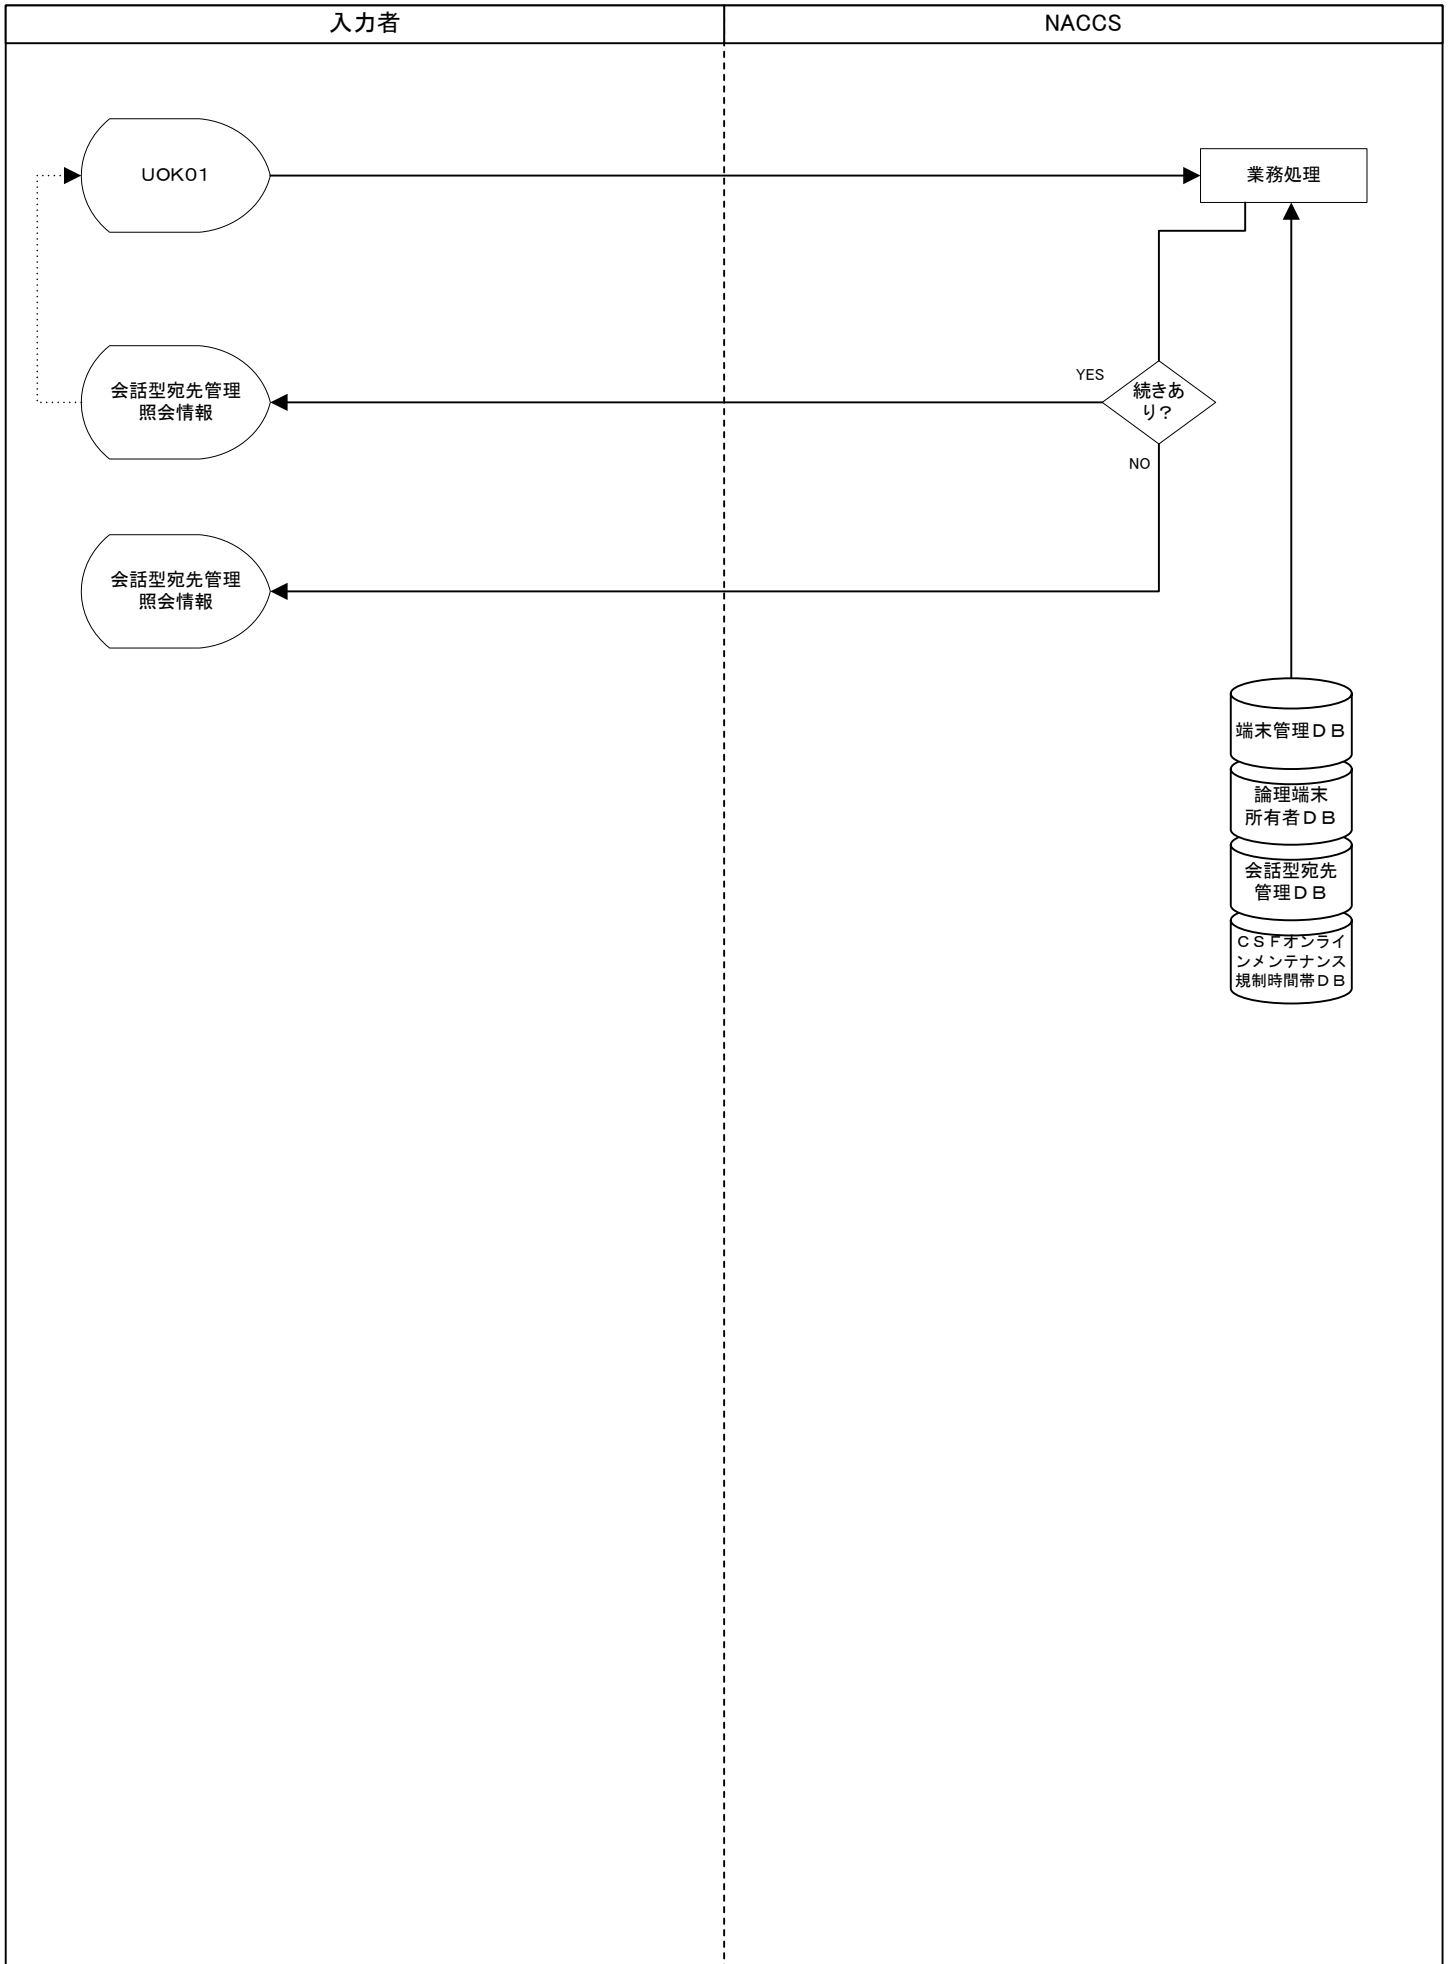 入力者
NACCS
UOK01
業務処理
会話型宛先管理
照会情報
YES
続きあ
り？
NO
会話型宛先管理
照会情報
端末管理ＤＢ
論理端末
所有者ＤＢ
会話型宛先
管理ＤＢ
ＣＳＦオンライ
ンメンテナンス
規制時間帯ＤＢ